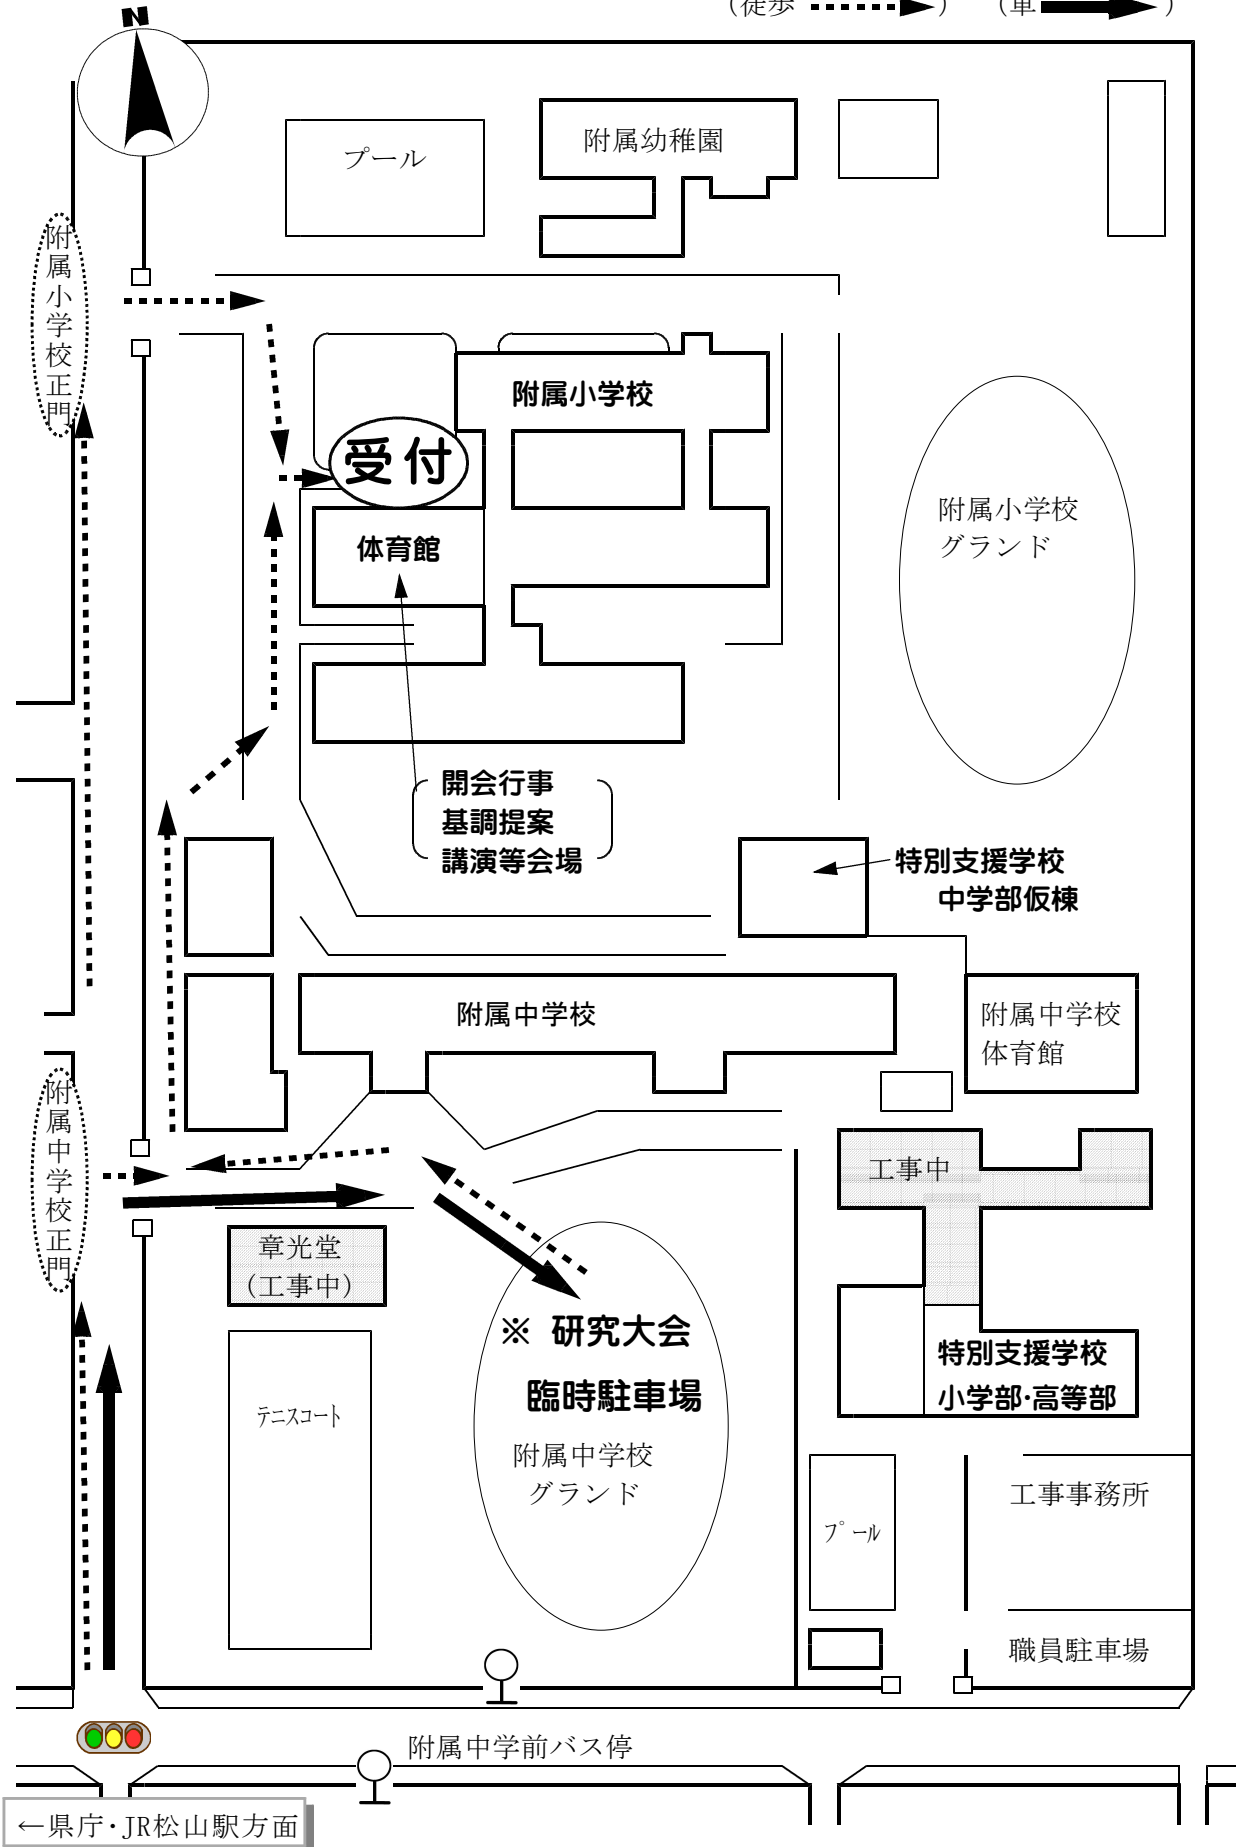 (徒歩 ) (車 )
N
プール
附属幼稚園
附属小学校正門
附属小学校
受付
体育館
附属小学校
グランド
開会行事
基調提案
講演等会場
特別支援学校
中学部仮棟
附属中学校
附属中学校
体育館
附属中学校正門
工事中
章光堂
(工事中)
※ 研究大会
臨時駐車場
附属中学校
グランド
テニスコート
特別支援学校
小学部・高等部
プール
工事事務所
職員駐車場
附属中学前バス停
←県庁・JR松山駅方面